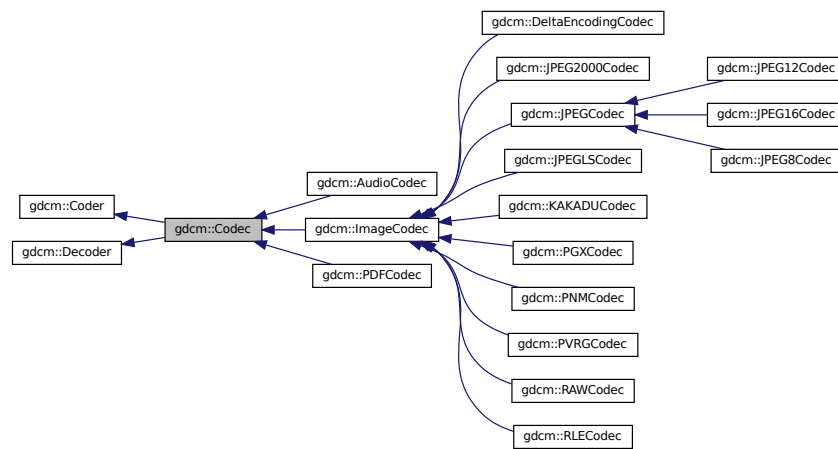 gdcm::DeltaEncodingCodec
gdcm::JPEG2000Codec
gdcm::JPEG12Codec
gdcm::JPEGCodec
gdcm::JPEG16Codec
gdcm::JPEGLSCodec
gdcm::JPEG8Codec
gdcm::AudioCodec
gdcm::Coder
gdcm::KAKADUCodec
gdcm::Codec
gdcm::ImageCodec
gdcm::Decoder
gdcm::PGXCodec
gdcm::PDFCodec
gdcm::PNMCodec
gdcm::PVRGCodec
gdcm::RAWCodec
gdcm::RLECodec